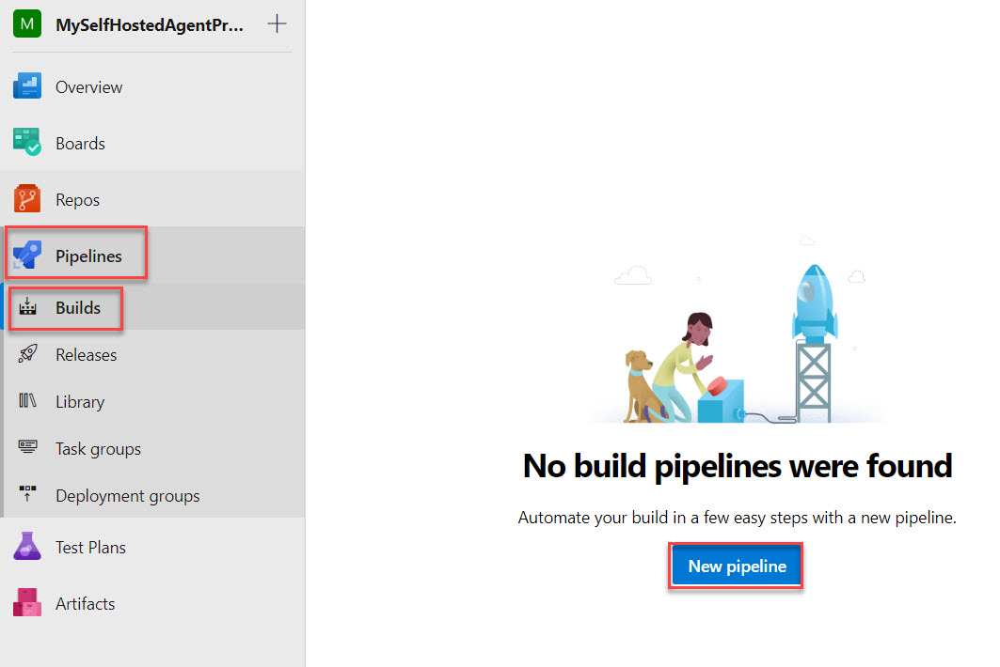 M MySelfHostedAgentPr...
Overview
Boards
Repos
Pipelines
Builds
Releases
Library
Task groups
Deployment groups
Test Plans
Artifacts
No build pipelines were found
Automate your build in a few easy steps with a new pipeline.
New pipeline